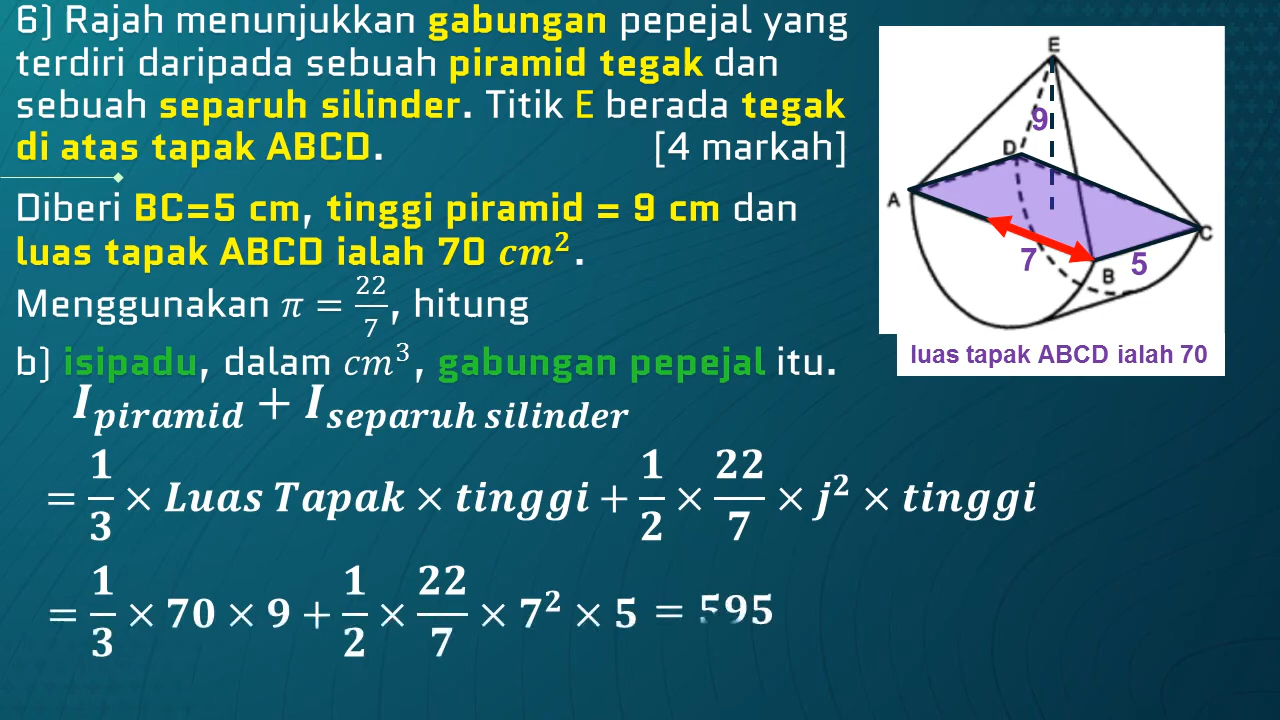 6] Rajah menunjukkan gabungan pepejal yang
terdiri daripada sebuah piramid tegak dan
sebuah separuh silinder. Titik E berada tegak
di atas tapak ABCD. [4 markah]
Diberi BC=5 cm, tinggi piramid = 9 cm dan
luas tapak ABCD ialah 70 cm².
Menggunakan π = 22/7, hitung
b] isipadu, dalam cm³, gabungan pepejal itu.
I piramid + I separuh silinder
= 1/3 × Luas Tapak × tinggi + 1/2 × 22/7 × j² × tinggi
= 1/3 × 70 × 9 + 1/2 × 22/7 × 7² × 5 = 595
E
9
D
A
C
7
B
5
luas tapak ABCD ialah 70